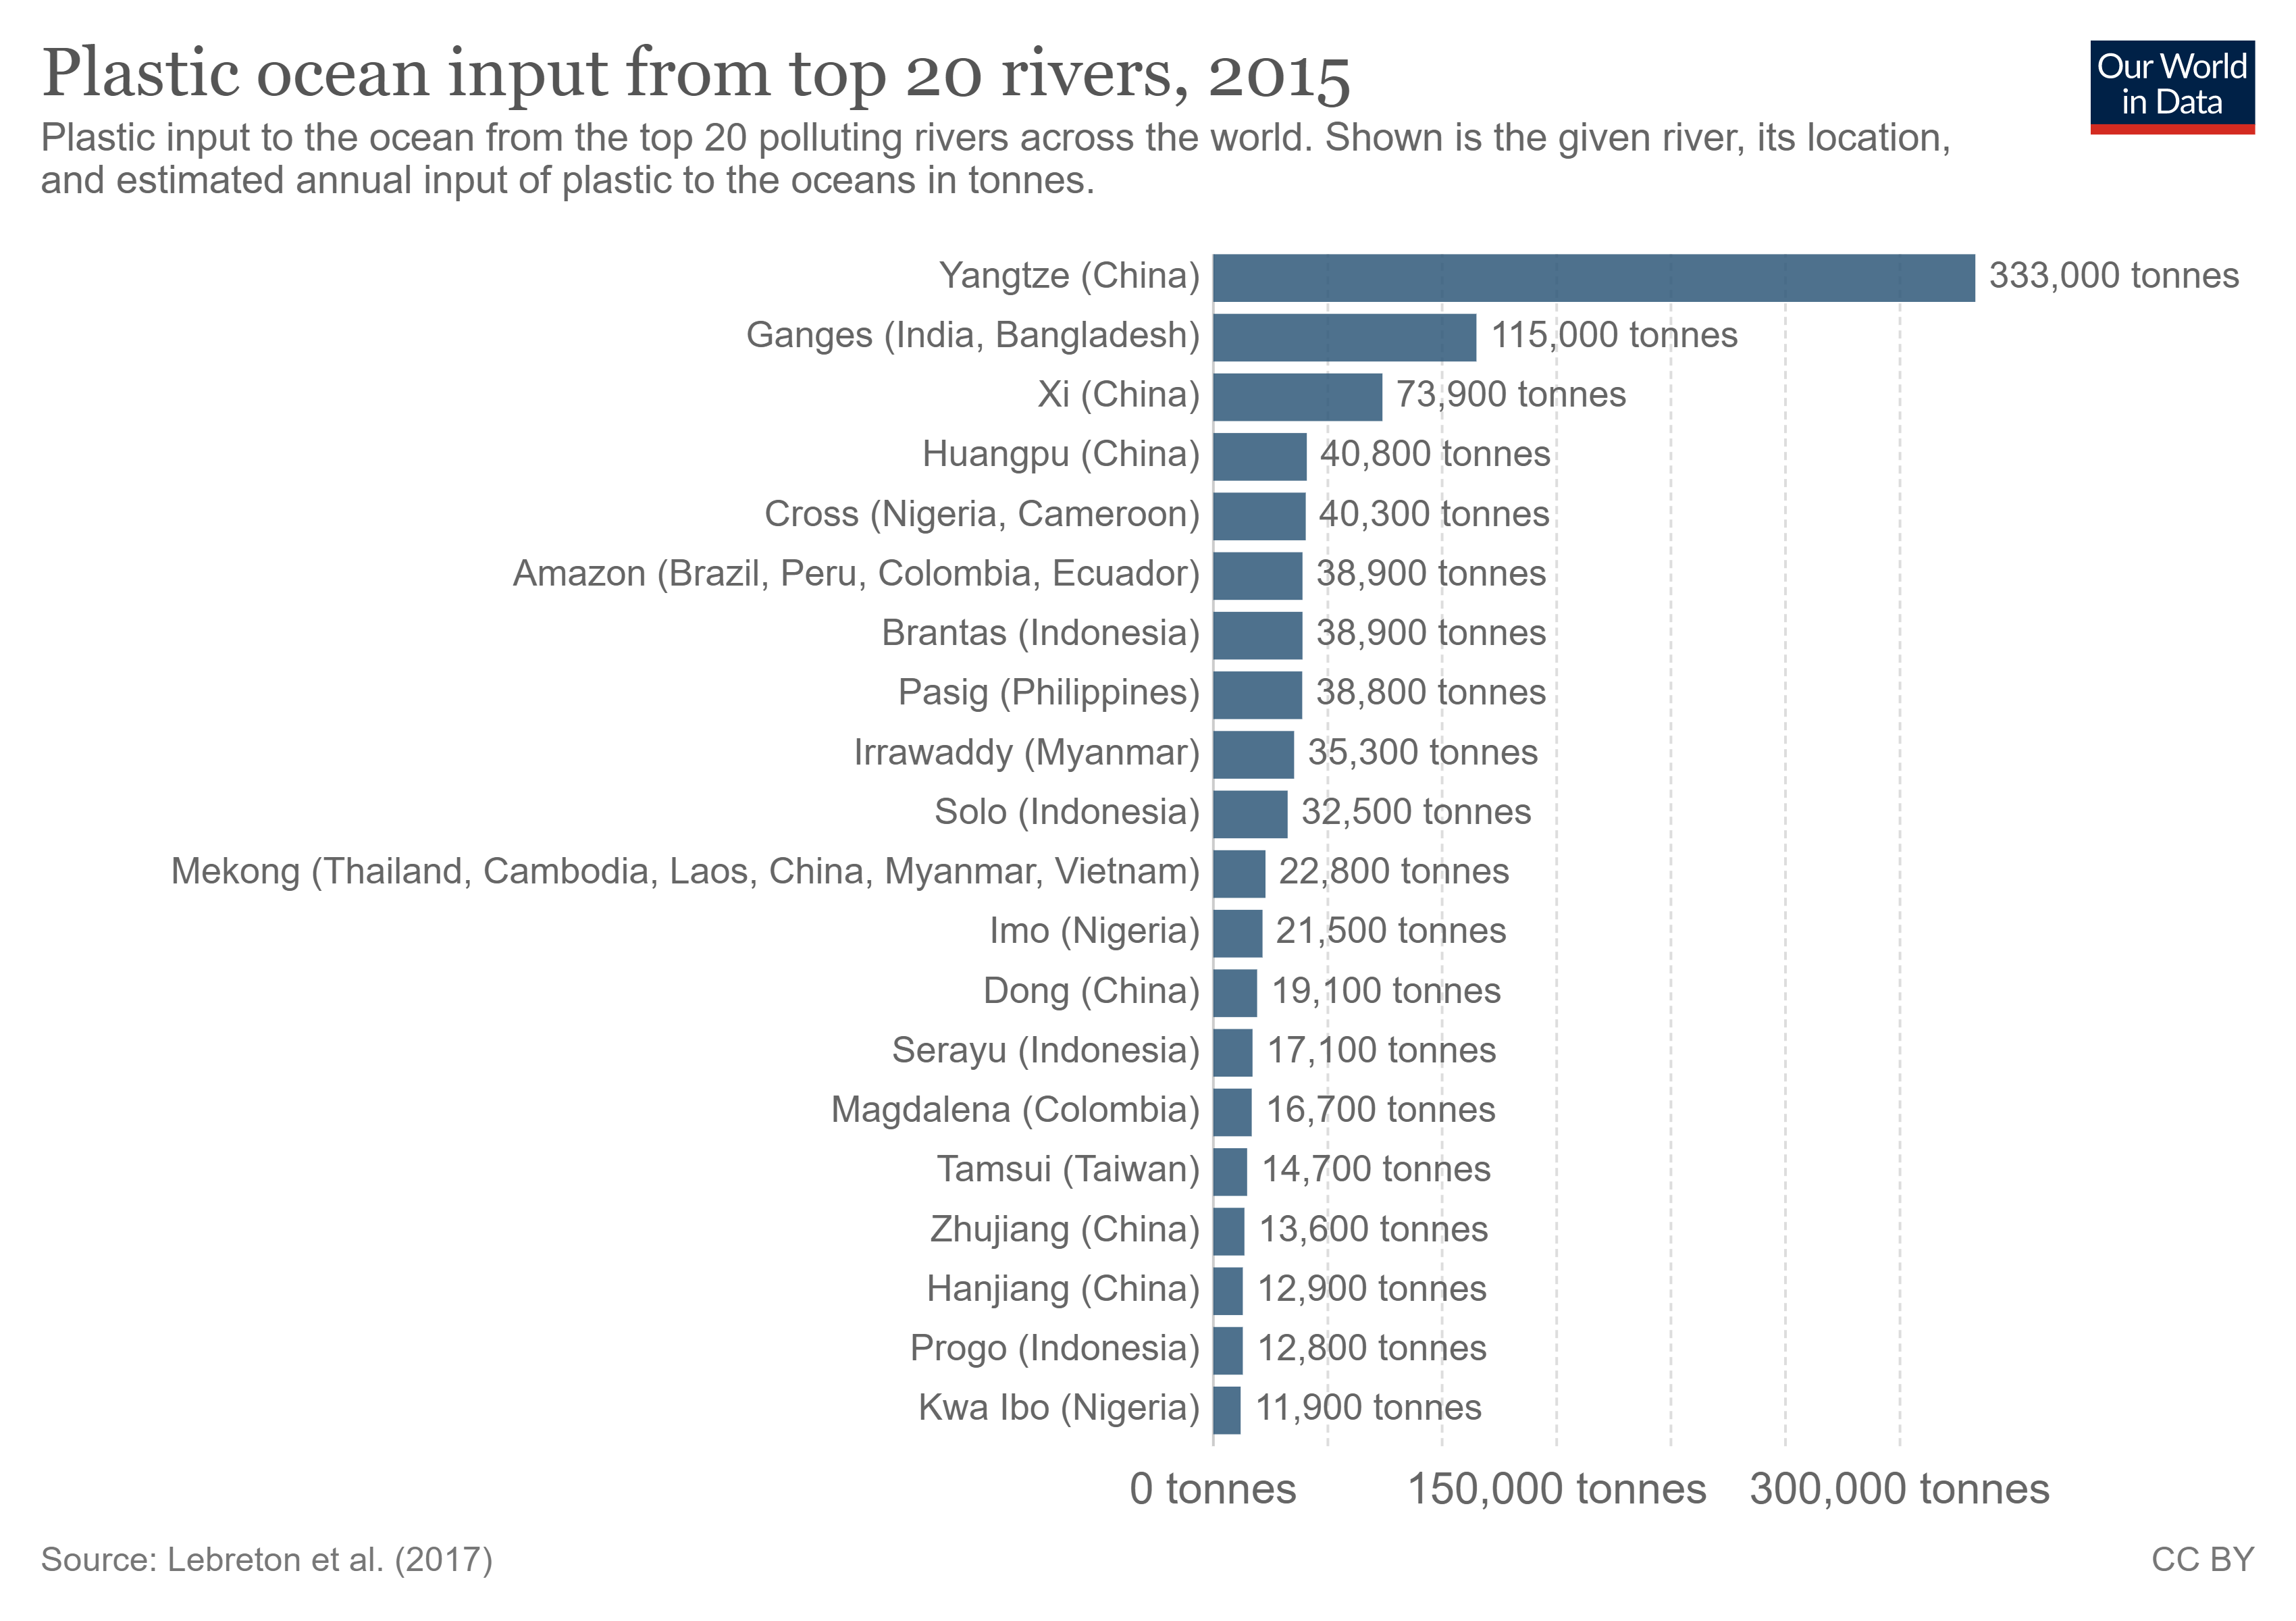 Plastic ocean input from top 20 rivers, 2015
Our World
in Data
Plastic input to the ocean from the top 20 polluting rivers across the world. Shown is the given river, its location,
and estimated annual input of plastic to the oceans in tonnes.
Yangtze (China) 333,000 tonnes
Ganges (India, Bangladesh) 115,000 tonnes
Xi (China) 73,900 tonnes
Huangpu (China) 40,800 tonnes
Cross (Nigeria, Cameroon) 40,300 tonnes
Amazon (Brazil, Peru, Colombia, Ecuador) 38,900 tonnes
Brantas (Indonesia) 38,900 tonnes
Pasig (Philippines) 38,800 tonnes
Irrawaddy (Myanmar) 35,300 tonnes
Solo (Indonesia) 32,500 tonnes
Mekong (Thailand, Cambodia, Laos, China, Myanmar, Vietnam) 22,800 tonnes
Imo (Nigeria) 21,500 tonnes
Dong (China) 19,100 tonnes
Serayu (Indonesia) 17,100 tonnes
Magdalena (Colombia) 16,700 tonnes
Tamsui (Taiwan) 14,700 tonnes
Zhujiang (China) 13,600 tonnes
Hanjiang (China) 12,900 tonnes
Progo (Indonesia) 12,800 tonnes
Kwa Ibo (Nigeria) 11,900 tonnes
0 tonnes 150,000 tonnes 300,000 tonnes
Source: Lebreton et al. (2017) CC BY